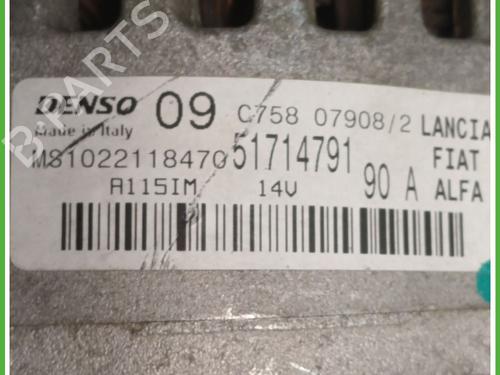 B PARTS
DENSO 09 C758 07908/2 LANCIA
Made in Italy
MS1022118470 51714791 FIAT
A115IM 14V 90 A ALFA